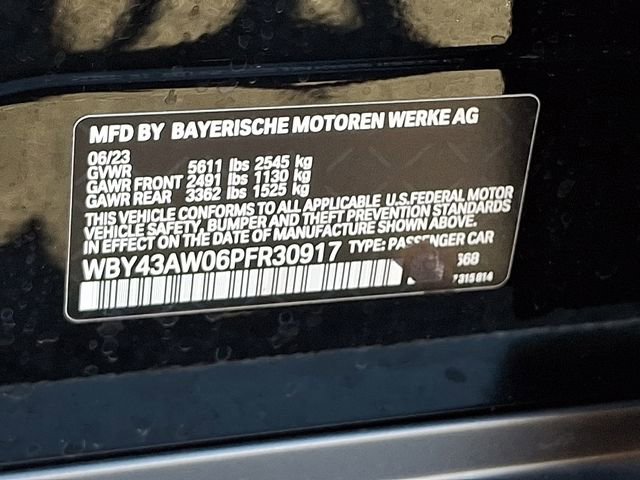 MFD BY BAYERISCHE MOTOREN WERKE AG
06/23
GVWR 5611 lbs 2545 kg
GAWR FRONT 2491 lbs 1130 kg
GAWR REAR 3362 lbs 1525 kg
THIS VEHICLE CONFORMS TO ALL APPLICABLE U.S.FEDERAL MOTOR
VEHICLE SAFETY, BUMPER AND THEFT PREVENTION STANDARDS
IN EFFECT ON THE DATE OF MANUFACTURE SHOWN ABOVE.
WBY43AW06PFR30917 TYPE: PASSENGER CAR